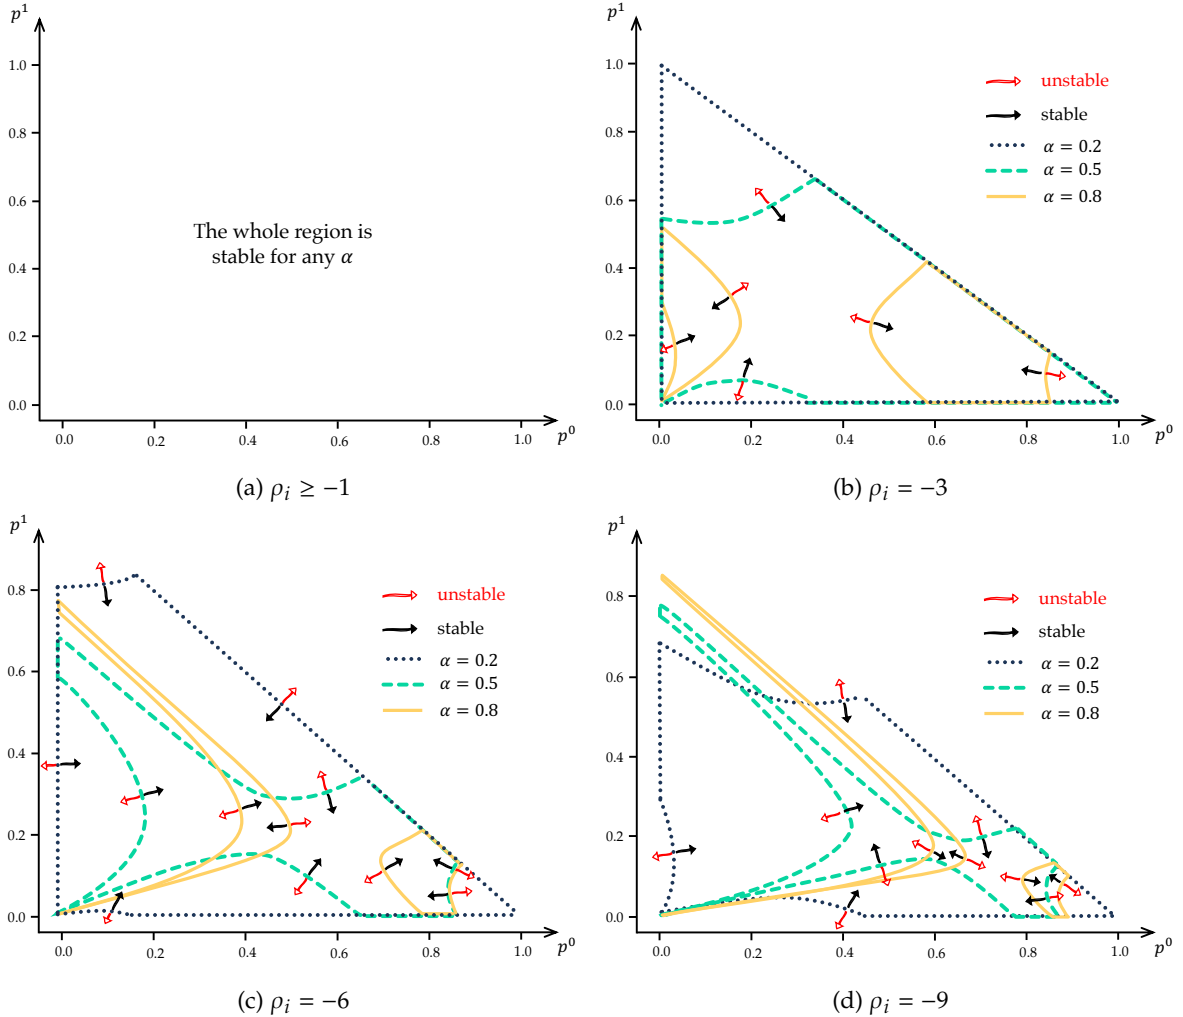 p¹
1.0
0.8
0.6
0.4
0.2
0.0
The whole region is
stable for any α
0.0 0.2 0.4 0.6 0.8 1.0 p⁰
(a) ρᵢ ≥ −1
p¹
1.0
0.8
0.6
0.4
0.2
0.0
unstable
stable
α = 0.2
α = 0.5
α = 0.8
0.0 0.2 0.4 0.6 0.8 1.0 p⁰
(b) ρᵢ = −3
p¹
0.8
0.6
0.4
0.2
0.0
unstable
stable
α = 0.2
α = 0.5
α = 0.8
0.0 0.2 0.4 0.6 0.8 1.0 p⁰
(c) ρᵢ = −6
p¹
0.8
0.6
0.4
0.2
0.0
unstable
stable
α = 0.2
α = 0.5
α = 0.8
0.0 0.2 0.4 0.6 0.8 1.0 p⁰
(d) ρᵢ = −9